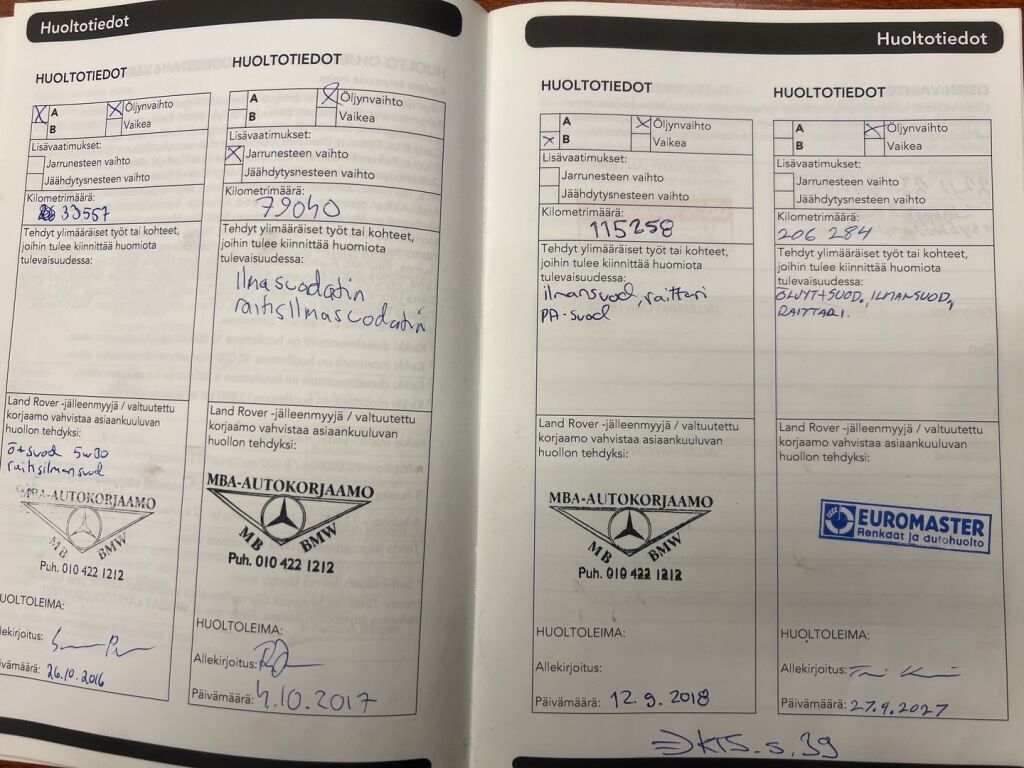 Huoltotiedot
HUOLTOTIEDOT
A
B
Öljynvaihto
Vaikea
Lisävaatimukset:
Jarrunesteen vaihto
Jäähdytysnesteen vaihto
Kilometrimäärä:
33557
Tehdyt ylimääräiset työt tai kohteet,
joihin tulee kiinnittää huomiota
tulevaisuudessa:
Land Rover -jälleenmyyjä / valtuutettu
korjaamo vahvistaa asiaankuuluvan
huollon tehdyksi:
Ö+suod 5W30
raitisilmansuod
MBA-AUTOKORJAAMO
MB BMW
Puh. 010 422 1212
UOLTOLEIMA:
llekirjoitus:
ivämäärä: 26.10.2016
HUOLTOTIEDOT
A
B
Öljynvaihto
Vaikea
Lisävaatimukset:
Jarrunesteen vaihto
Jäähdytysnesteen vaihto
Kilometrimäärä:
79040
Tehdyt ylimääräiset työt tai kohteet,
joihin tulee kiinnittää huomiota
tulevaisuudessa:
Ilmasuodatin
raitisIlmasuodatin
Land Rover -jälleenmyyjä / valtuutettu
korjaamo vahvistaa asiaankuuluvan
huollon tehdyksi:
MBA-AUTOKORJAAMO
MB BMW
Puh. 010 422 1212
HUOLTOLEIMA:
Allekirjoitus:
Päivämäärä: 4.10.2017
Huoltotiedot
HUOLTOTIEDOT
A
B
Öljynvaihto
Vaikea
Lisävaatimukset:
Jarrunesteen vaihto
Jäähdytysnesteen vaihto
Kilometrimäärä:
115258
Tehdyt ylimääräiset työt tai kohteet,
joihin tulee kiinnittää huomiota
tulevaisuudessa:
ilmansuod, raittari
PA-suod
Land Rover -jälleenmyyjä / valtuutettu
korjaamo vahvistaa asiaankuuluvan
huollon tehdyksi:
MBA-AUTOKORJAAMO
MB BMW
Puh. 010 422 1212
HUOLTOLEIMA:
Allekirjoitus:
Päivämäärä: 12.9.2018
HUOLTOTIEDOT
A
B
Öljynvaihto
Vaikea
Lisävaatimukset:
Jarrunesteen vaihto
Jäähdytysnesteen vaihto
Kilometrimäärä:
206 284
Tehdyt ylimääräiset työt tai kohteet,
joihin tulee kiinnittää huomiota
tulevaisuudessa:
ÖLJYT+SUOD., ILMANSUOD,
RAITTARI.
Land Rover -jälleenmyyjä / valtuutettu
korjaamo vahvistaa asiaankuuluvan
huollon tehdyksi:
EUROMASTER
Renkaat ja autohuolto
HUOLTOLEIMA:
Allekirjoitus:
Päivämäärä: 27.9.2027
⇒ KTS. s. 39